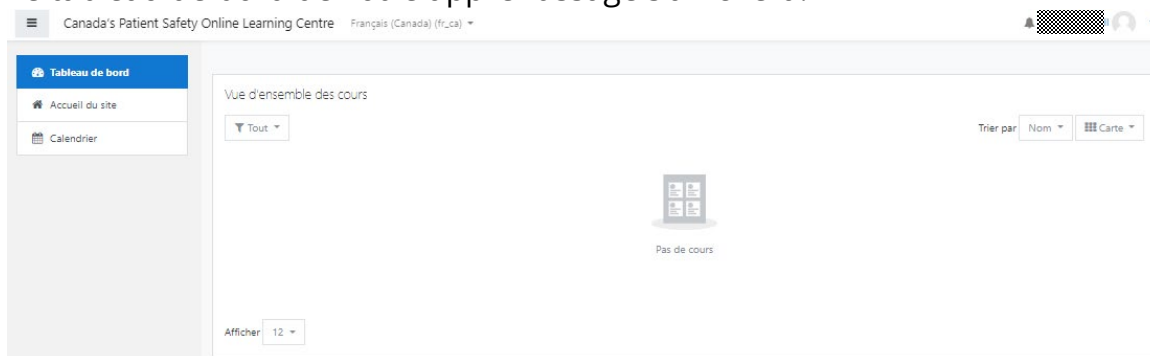 Canada's Patient Safety Online Learning Centre Français (Canada) (fr_ca)
Tableau de bord
Accueil du site
Calendrier
Vue d'ensemble des cours
Tout
Trier par Nom Carte
Pas de cours
Afficher 12